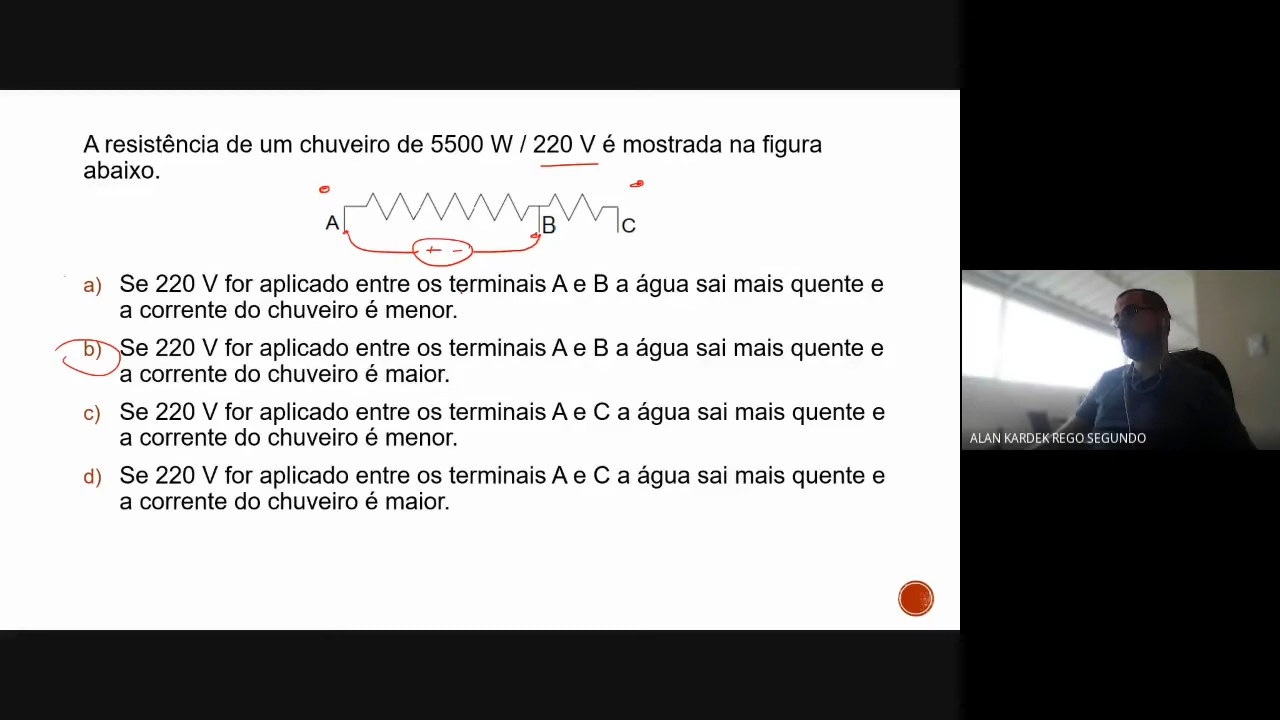 A resistência de um chuveiro de 5500 W / 220 V é mostrada na figura
abaixo.
A
B
C
+ -
a) Se 220 V for aplicado entre os terminais A e B a água sai mais quente e
a corrente do chuveiro é menor.
b) Se 220 V for aplicado entre os terminais A e B a água sai mais quente e
a corrente do chuveiro é maior.
c) Se 220 V for aplicado entre os terminais A e C a água sai mais quente e
a corrente do chuveiro é menor.
d) Se 220 V for aplicado entre os terminais A e C a água sai mais quente e
a corrente do chuveiro é maior.
ALAN KARDEK REGO SEGUNDO